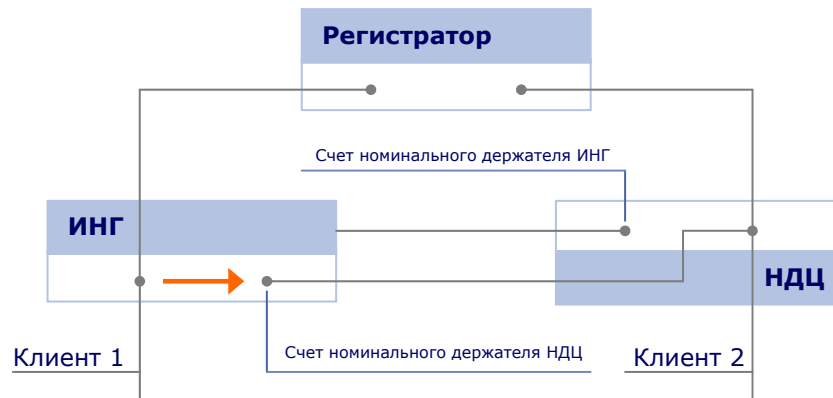 Регистратор
Счет номинального держателя ИНГ
ИНГ
НДЦ
Счет номинального держателя НДЦ
Клиент 1
Клиент 2